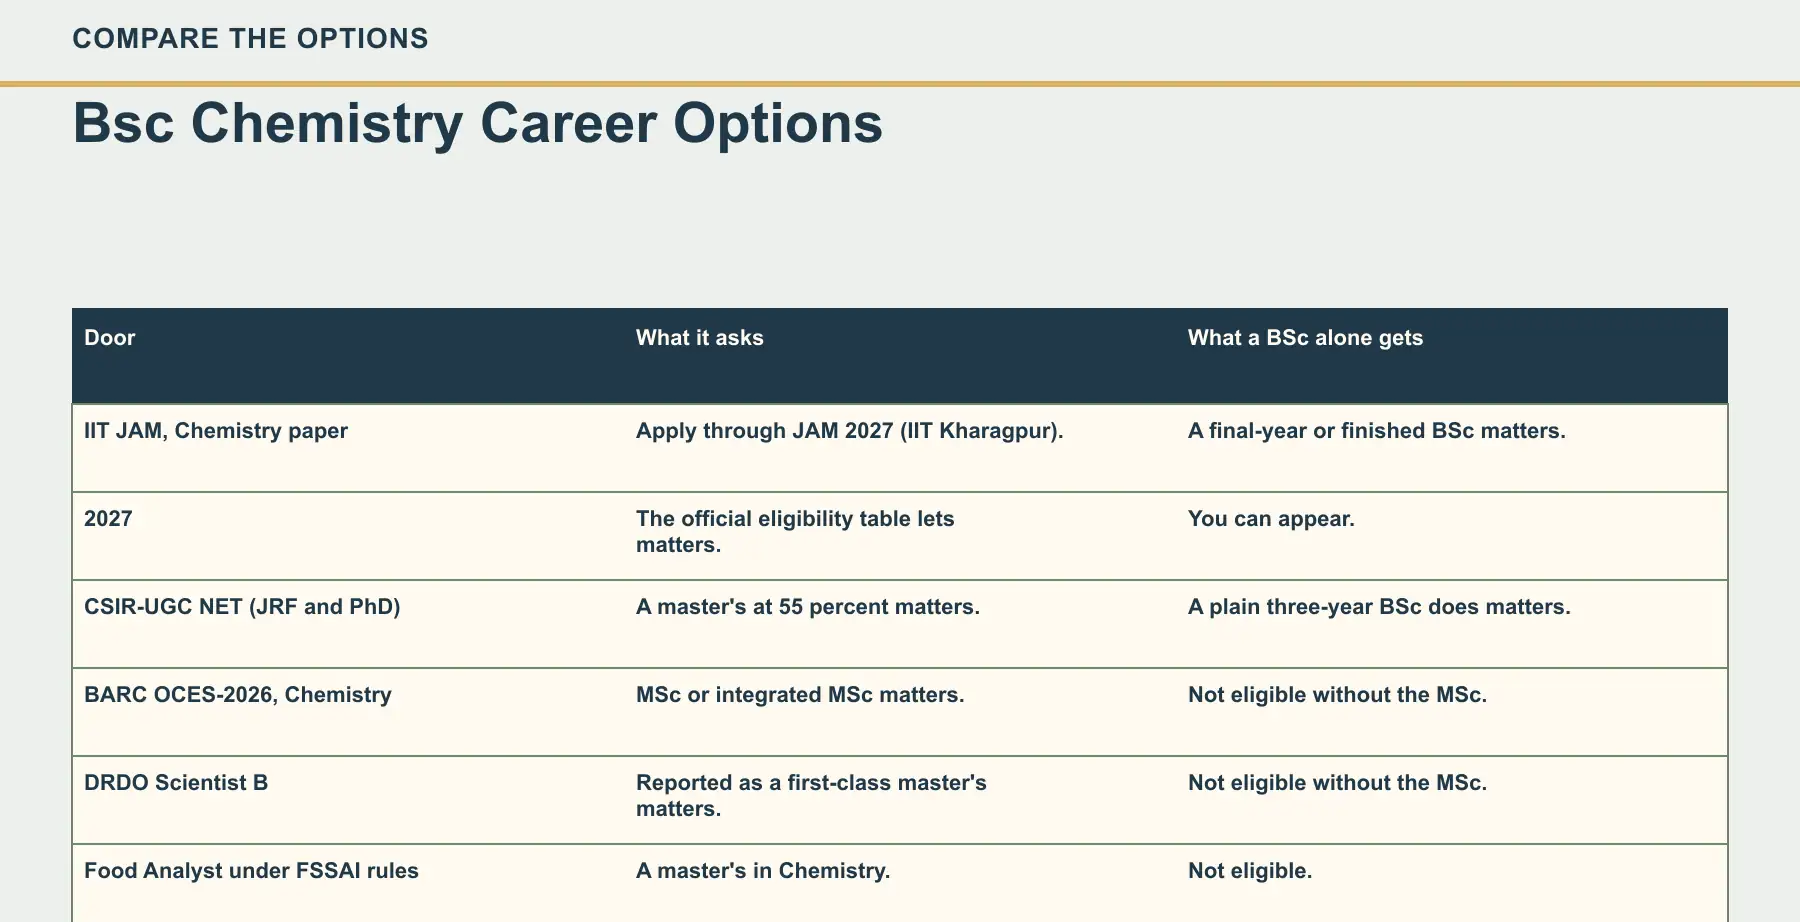 COMPARE THE OPTIONS
Bsc Chemistry Career Options
Door
What it asks
What a BSc alone gets
IIT JAM, Chemistry paper
Apply through JAM 2027 (IIT Kharagpur).
A final-year or finished BSc matters.
2027
The official eligibility table lets
matters.
You can appear.
CSIR-UGC NET (JRF and PhD)
A master's at 55 percent matters.
A plain three-year BSc does matters.
BARC OCES-2026, Chemistry
MSc or integrated MSc matters.
Not eligible without the MSc.
DRDO Scientist B
Reported as a first-class master's
matters.
Not eligible without the MSc.
Food Analyst under FSSAI rules
A master's in Chemistry.
Not eligible.